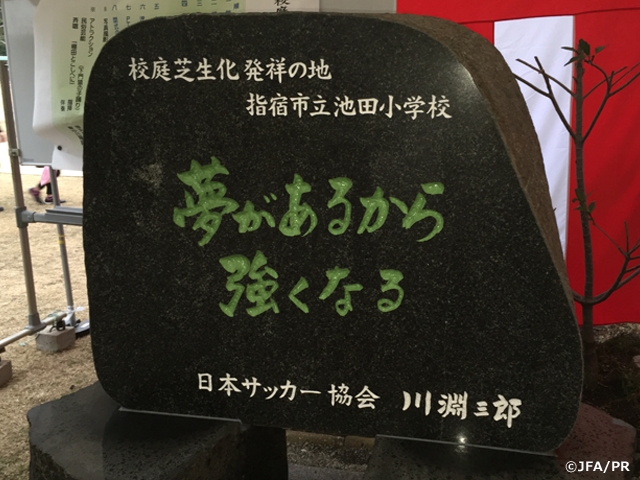 校庭芝生化発祥の地
指宿市立池田小学校
夢があるから
強くなる
日本サッカー協会 川淵三郎
©JFA/PR